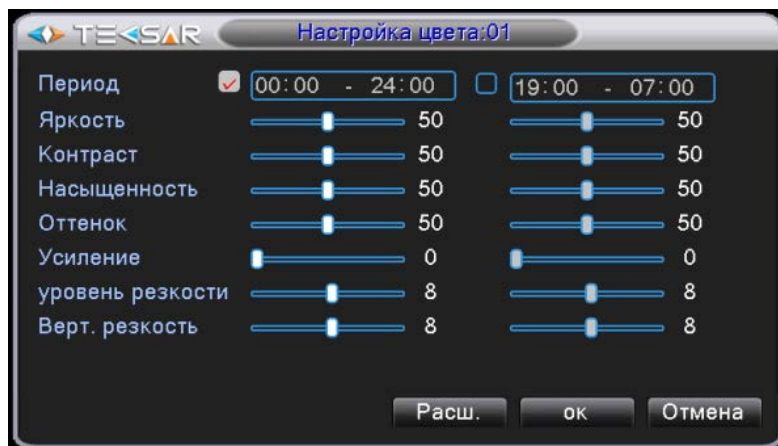 TECSAR Настройка цвета:01
Период 00:00 - 24:00 19:00 - 07:00
Яркость 50 50
Контраст 50 50
Насыщенность 50 50
Оттенок 50 50
Усиление 0 0
уровень резкости 8 8
Верт. резкость 8 8
Расш. ок Отмена